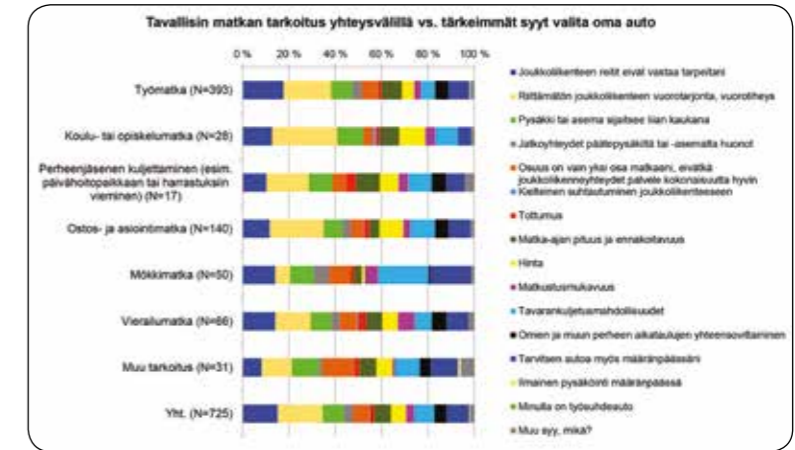 Tavallisin matkan tarkoitus yhteysvälillä vs. tärkeimmät syyt valita oma auto
0 % 20 % 40 % 60 % 80 % 100 %
Työmatka (N=393)
Koulu- tai opiskelumatka (N=28)
Perheenjäsenen kuljettaminen (esim.
päivähoitopaikkaan tai harrastuksiin
vieminen) (N=17)
Ostos- ja asiointimatka (N=140)
Mökkimatka (N=50)
Vierailumatka (N=66)
Muu tarkoitus (N=31)
Yht. (N=725)
Joukkoliikenteen reitit eivät vastaa tarpeitani
Riittämätön joukkoliikenteen vuorotarjonta, vuorotiheys
Pysäkki tai asema sijaitsee liian kaukana
Jatkoyhteydet päätepysäkiltä tai -asemalta huonot
Osuus on vain yksi osa matkaani, eivätkä
joukkoliikenneyhteydet palvele kokonaisuutta hyvin
Kielteinen suhtautuminen joukkoliikenteeseen
Tottumus
Matka-ajan pituus ja ennakoitavuus
Hinta
Matkustusmukavuus
Tavarankuljetusmahdollisuudet
Omien ja muun perheen aikataulujen yhteensovittaminen
Tarvitsen autoa myös määränpäässäni
Ilmainen pysäköinti määränpäässä
Minulla on työsuhdeauto
Muu syy, mikä?